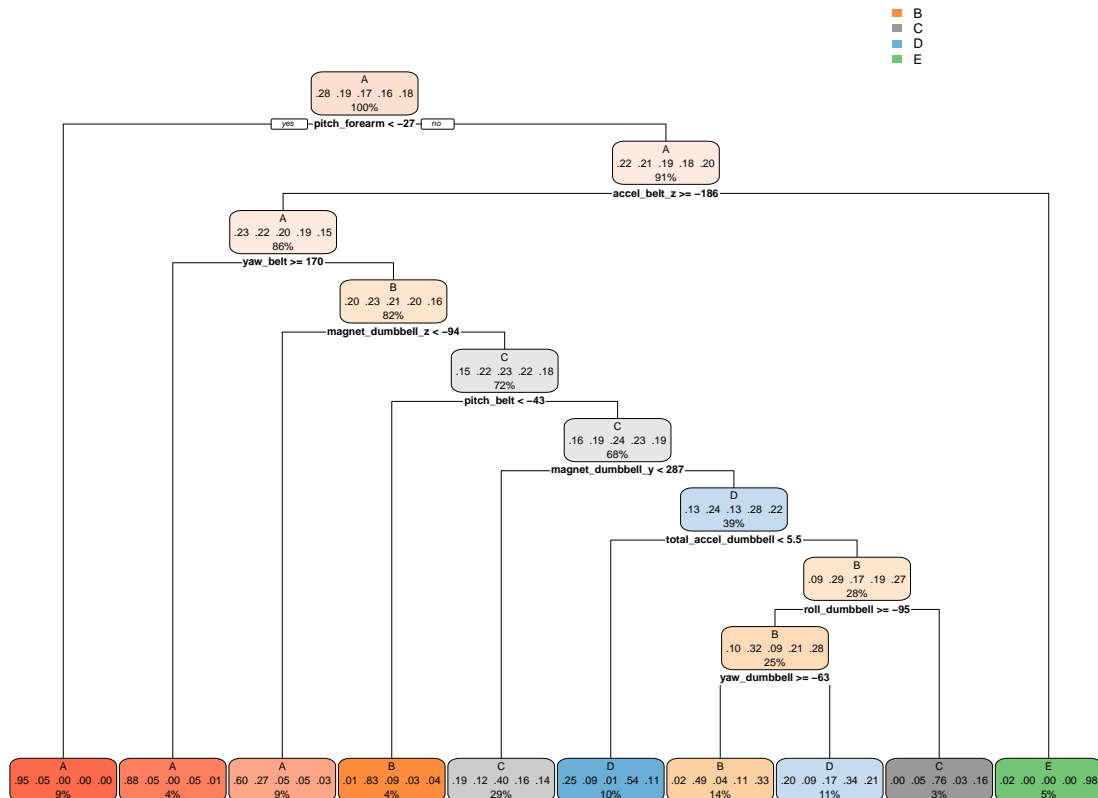 B
C
D
E
A
.28 .19 .17 .16 .18
100%
yes pitch_forearm < −27 no
A
.22 .21 .19 .18 .20
91%
accel_belt_z >= −186
A
.23 .22 .20 .19 .15
86%
yaw_belt >= 170
B
.20 .23 .21 .20 .16
82%
magnet_dumbbell_z < −94
C
.15 .22 .23 .22 .18
72%
pitch_belt < −43
C
.16 .19 .24 .23 .19
68%
magnet_dumbbell_y < 287
D
.13 .24 .13 .28 .22
39%
total_accel_dumbbell < 5.5
B
.09 .29 .17 .19 .27
28%
roll_dumbbell >= −95
B
.10 .32 .09 .21 .28
25%
yaw_dumbbell >= −63
A
.95 .05 .00 .00 .00
9%
A
.88 .05 .00 .05 .01
4%
A
.60 .27 .05 .05 .03
9%
B
.01 .83 .09 .03 .04
4%
C
.19 .12 .40 .16 .14
29%
D
.25 .09 .01 .54 .11
10%
B
.02 .49 .04 .11 .33
14%
D
.20 .09 .17 .34 .21
11%
C
.00 .05 .76 .03 .16
3%
E
.02 .00 .00 .00 .98
5%